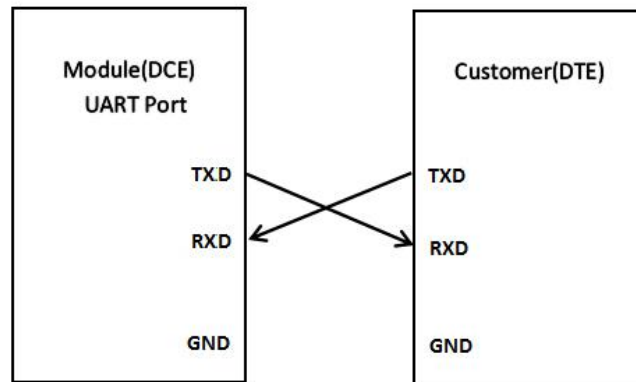 Module(DCE)
UART Port
TXD
RXD
GND
Customer(DTE)
TXD
RXD
GND